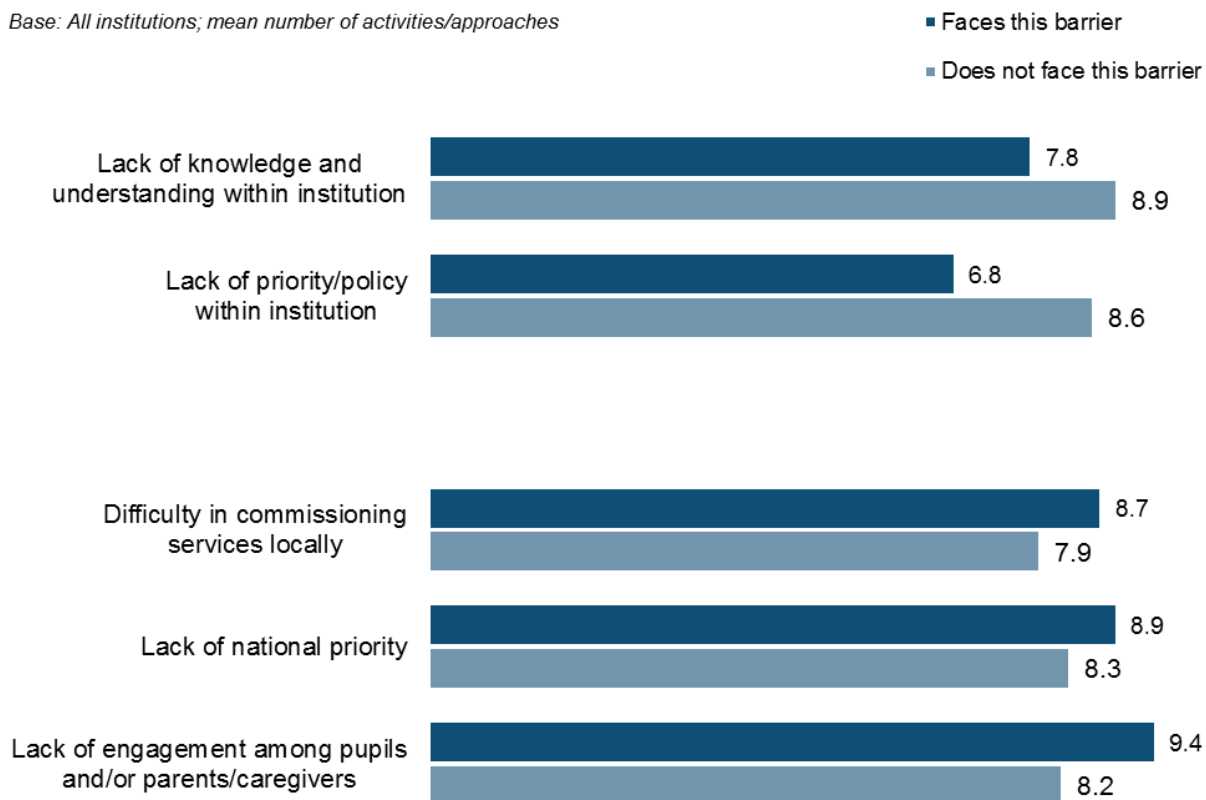 Base: All institutions; mean number of activities/approaches
Faces this barrier
Does not face this barrier
Lack of knowledge and
understanding within institution
7.8
8.9
Lack of priority/policy
within institution
6.8
8.6
Difficulty in commissioning
services locally
8.7
7.9
Lack of national priority
8.9
8.3
Lack of engagement among pupils
and/or parents/caregivers
9.4
8.2